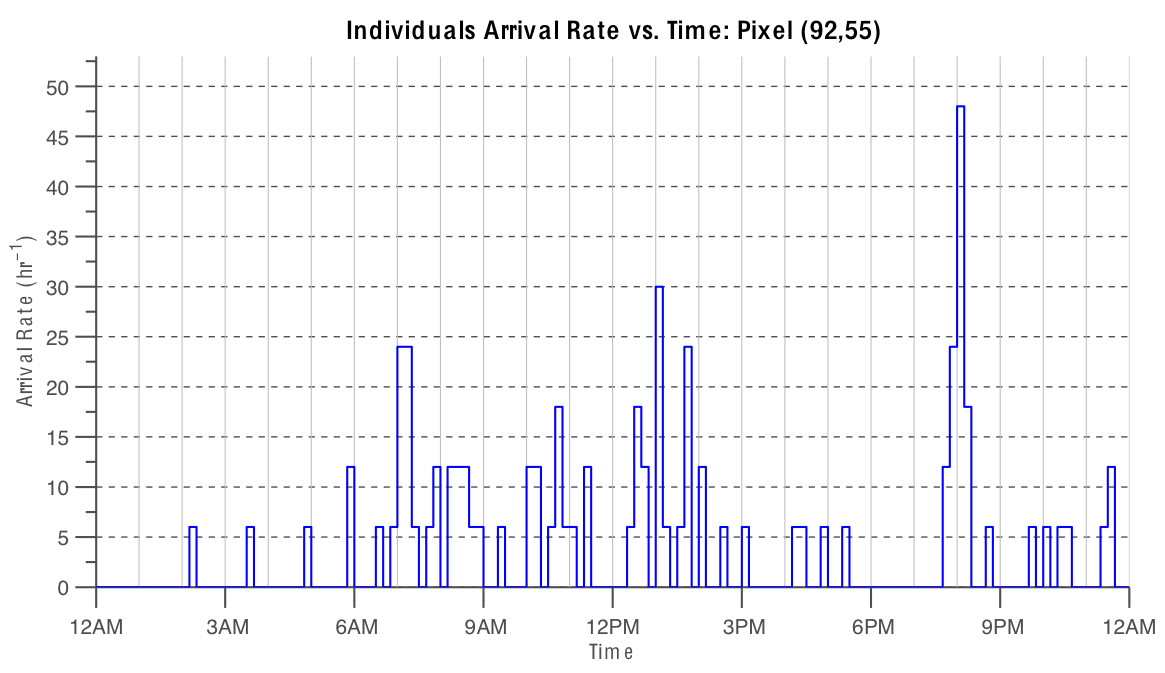 Individuals Arrival Rate vs. Time: Pixel (92,55)
50
45
40
35
30
25
20
15
10
5
0
Arrival Rate (hr⁻¹)
12AM 3AM 6AM 9AM 12PM 3PM 6PM 9PM 12AM
Time